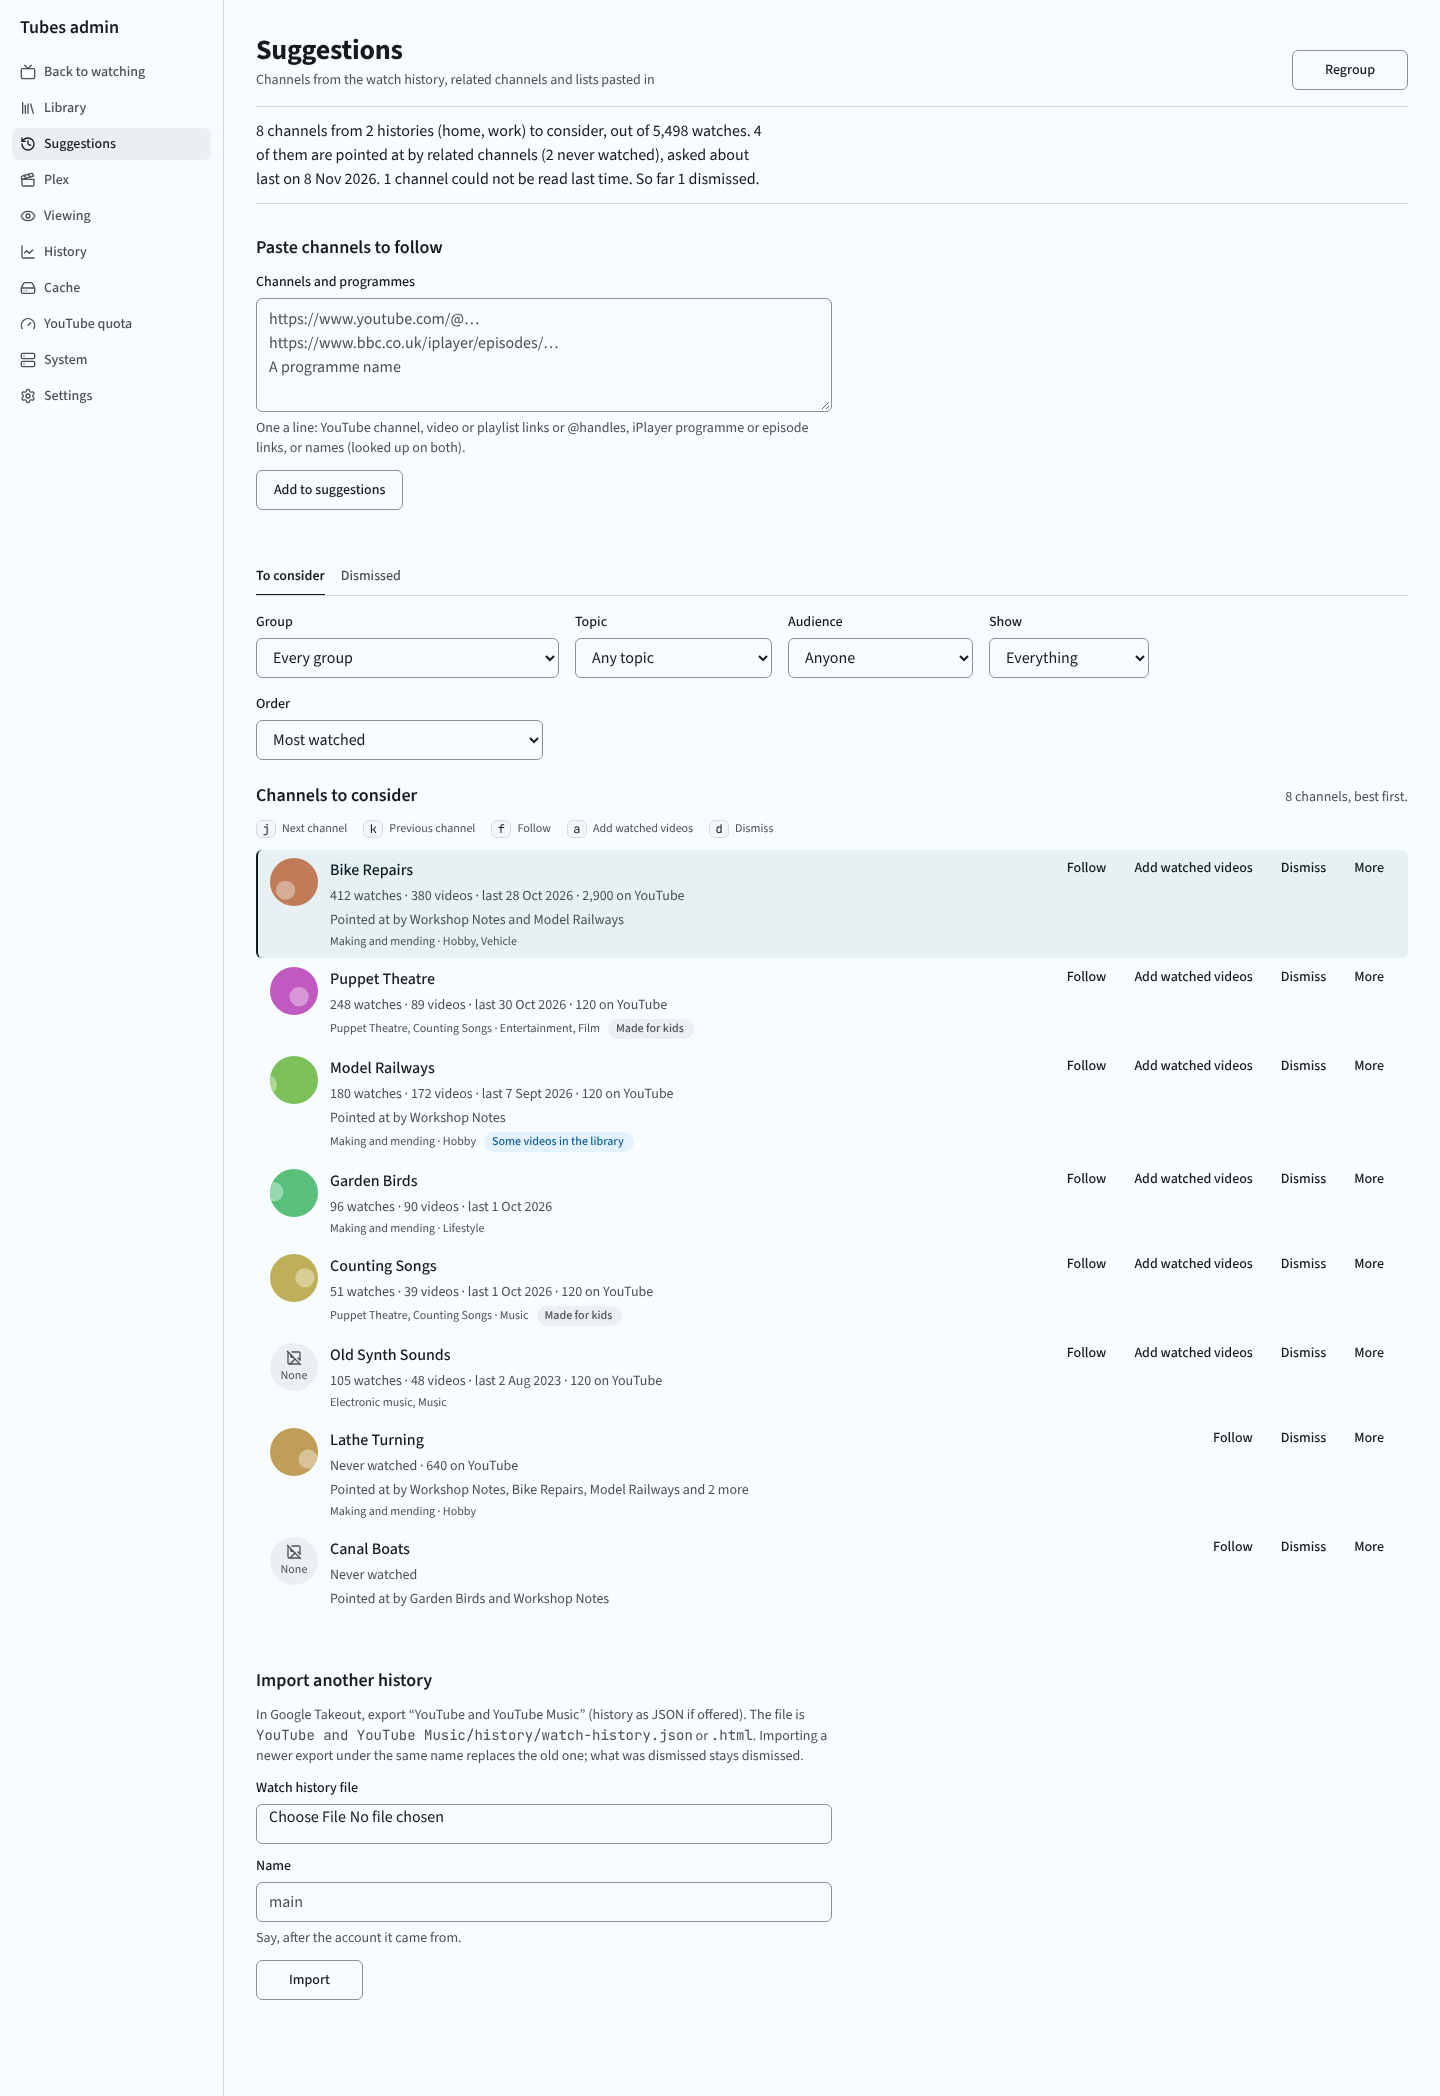 Tubes admin
Back to watching
Library
Suggestions
Plex
Viewing
History
Cache
YouTube quota
System
Settings
Suggestions
Channels from the watch history, related channels and lists pasted in
Regroup
8 channels from 2 histories (home, work) to consider, out of 5,498 watches. 4
of them are pointed at by related channels (2 never watched), asked about
last on 8 Nov 2026. 1 channel could not be read last time. So far 1 dismissed.
Paste channels to follow
Channels and programmes
https://www.youtube.com/@…
https://www.bbc.co.uk/iplayer/episodes/…
A programme name
One a line: YouTube channel, video or playlist links or @handles, iPlayer programme or episode
links, or names (looked up on both).
Add to suggestions
To consider Dismissed
Group Topic Audience Show
Every group Any topic Anyone Everything
Order
Most watched
Channels to consider 8 channels, best first.
j Next channel k Previous channel f Follow a Add watched videos d Dismiss
Bike Repairs Follow Add watched videos Dismiss More
412 watches · 380 videos · last 28 Oct 2026 · 2,900 on YouTube
Pointed at by Workshop Notes and Model Railways
Making and mending · Hobby, Vehicle
Puppet Theatre Follow Add watched videos Dismiss More
248 watches · 89 videos · last 30 Oct 2026 · 120 on YouTube
Puppet Theatre, Counting Songs · Entertainment, Film Made for kids
Model Railways Follow Add watched videos Dismiss More
180 watches · 172 videos · last 7 Sept 2026 · 120 on YouTube
Pointed at by Workshop Notes
Making and mending · Hobby Some videos in the library
Garden Birds Follow Add watched videos Dismiss More
96 watches · 90 videos · last 1 Oct 2026
Making and mending · Lifestyle
Counting Songs Follow Add watched videos Dismiss More
51 watches · 39 videos · last 1 Oct 2026 · 120 on YouTube
Puppet Theatre, Counting Songs · Music Made for kids
None
Old Synth Sounds Follow Add watched videos Dismiss More
105 watches · 48 videos · last 2 Aug 2023 · 120 on YouTube
Electronic music, Music
Lathe Turning Follow Dismiss More
Never watched · 640 on YouTube
Pointed at by Workshop Notes, Bike Repairs, Model Railways and 2 more
Making and mending · Hobby
None
Canal Boats Follow Dismiss More
Never watched
Pointed at by Garden Birds and Workshop Notes
Import another history
In Google Takeout, export “YouTube and YouTube Music” (history as JSON if offered). The file is
YouTube and YouTube Music/history/watch-history.json or .html. Importing a
newer export under the same name replaces the old one; what was dismissed stays dismissed.
Watch history file
Choose File No file chosen
Name
main
Say, after the account it came from.
Import